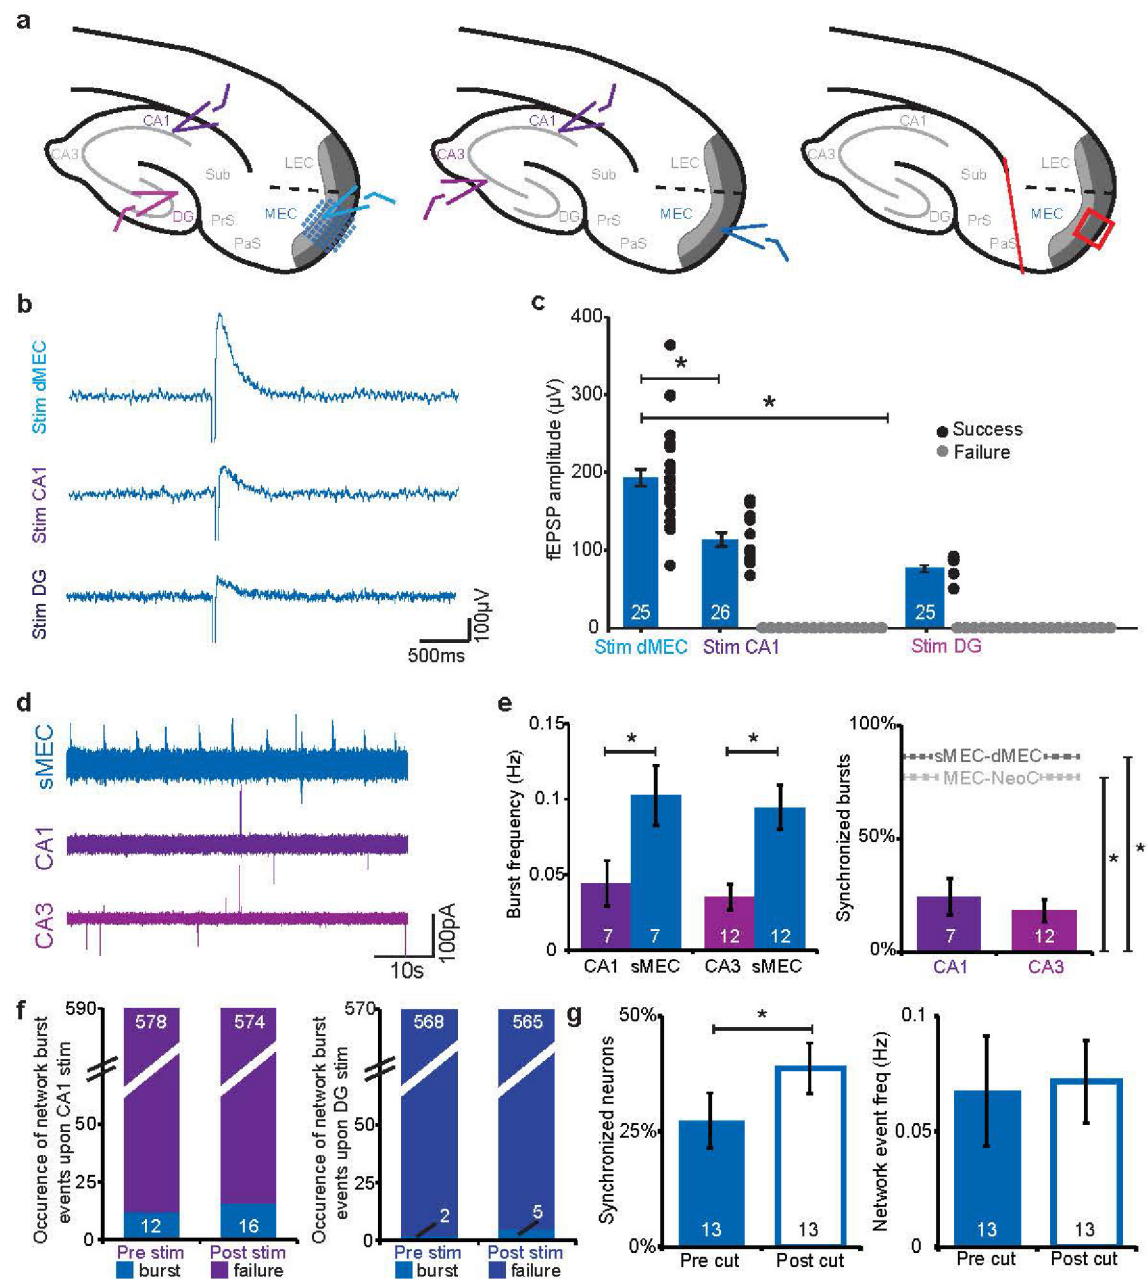 a
CA1
CA3
DG
Sub
PrS
PaS
LEC
MEC
CA1
CA3
DG
Sub
PrS
PaS
LEC
MEC
CA1
CA3
DG
Sub
PrS
PaS
LEC
MEC
b
Stim dMEC
Stim CA1
Stim DG
100µV
500ms
c
fEPSP amplitude (µV)
400
300
200
100
0
*
*
Success
Failure
25
26
25
Stim dMEC
Stim CA1
Stim DG
d
sMEC
CA1
CA3
100pA
10s
e
Burst frequency (Hz)
0.15
0.1
0.05
0
*
*
7
7
12
12
CA1
sMEC
CA3
sMEC
Synchronized bursts
100%
50%
0%
sMEC-dMEC
MEC-NeoC
*
*
7
12
CA1
CA3
f
Occurence of network burst
events upon CA1 stim
590
50
25
0
578
574
12
16
Pre stim
Post stim
burst
failure
Occurence of network burst
events upon DG stim
570
50
25
0
568
565
2
5
Pre stim
Post stim
burst
failure
g
Synchronized neurons
50%
25%
0%
*
13
13
Pre cut
Post cut
Network event freq (Hz)
0.1
0.05
0
13
13
Pre cut
Post cut